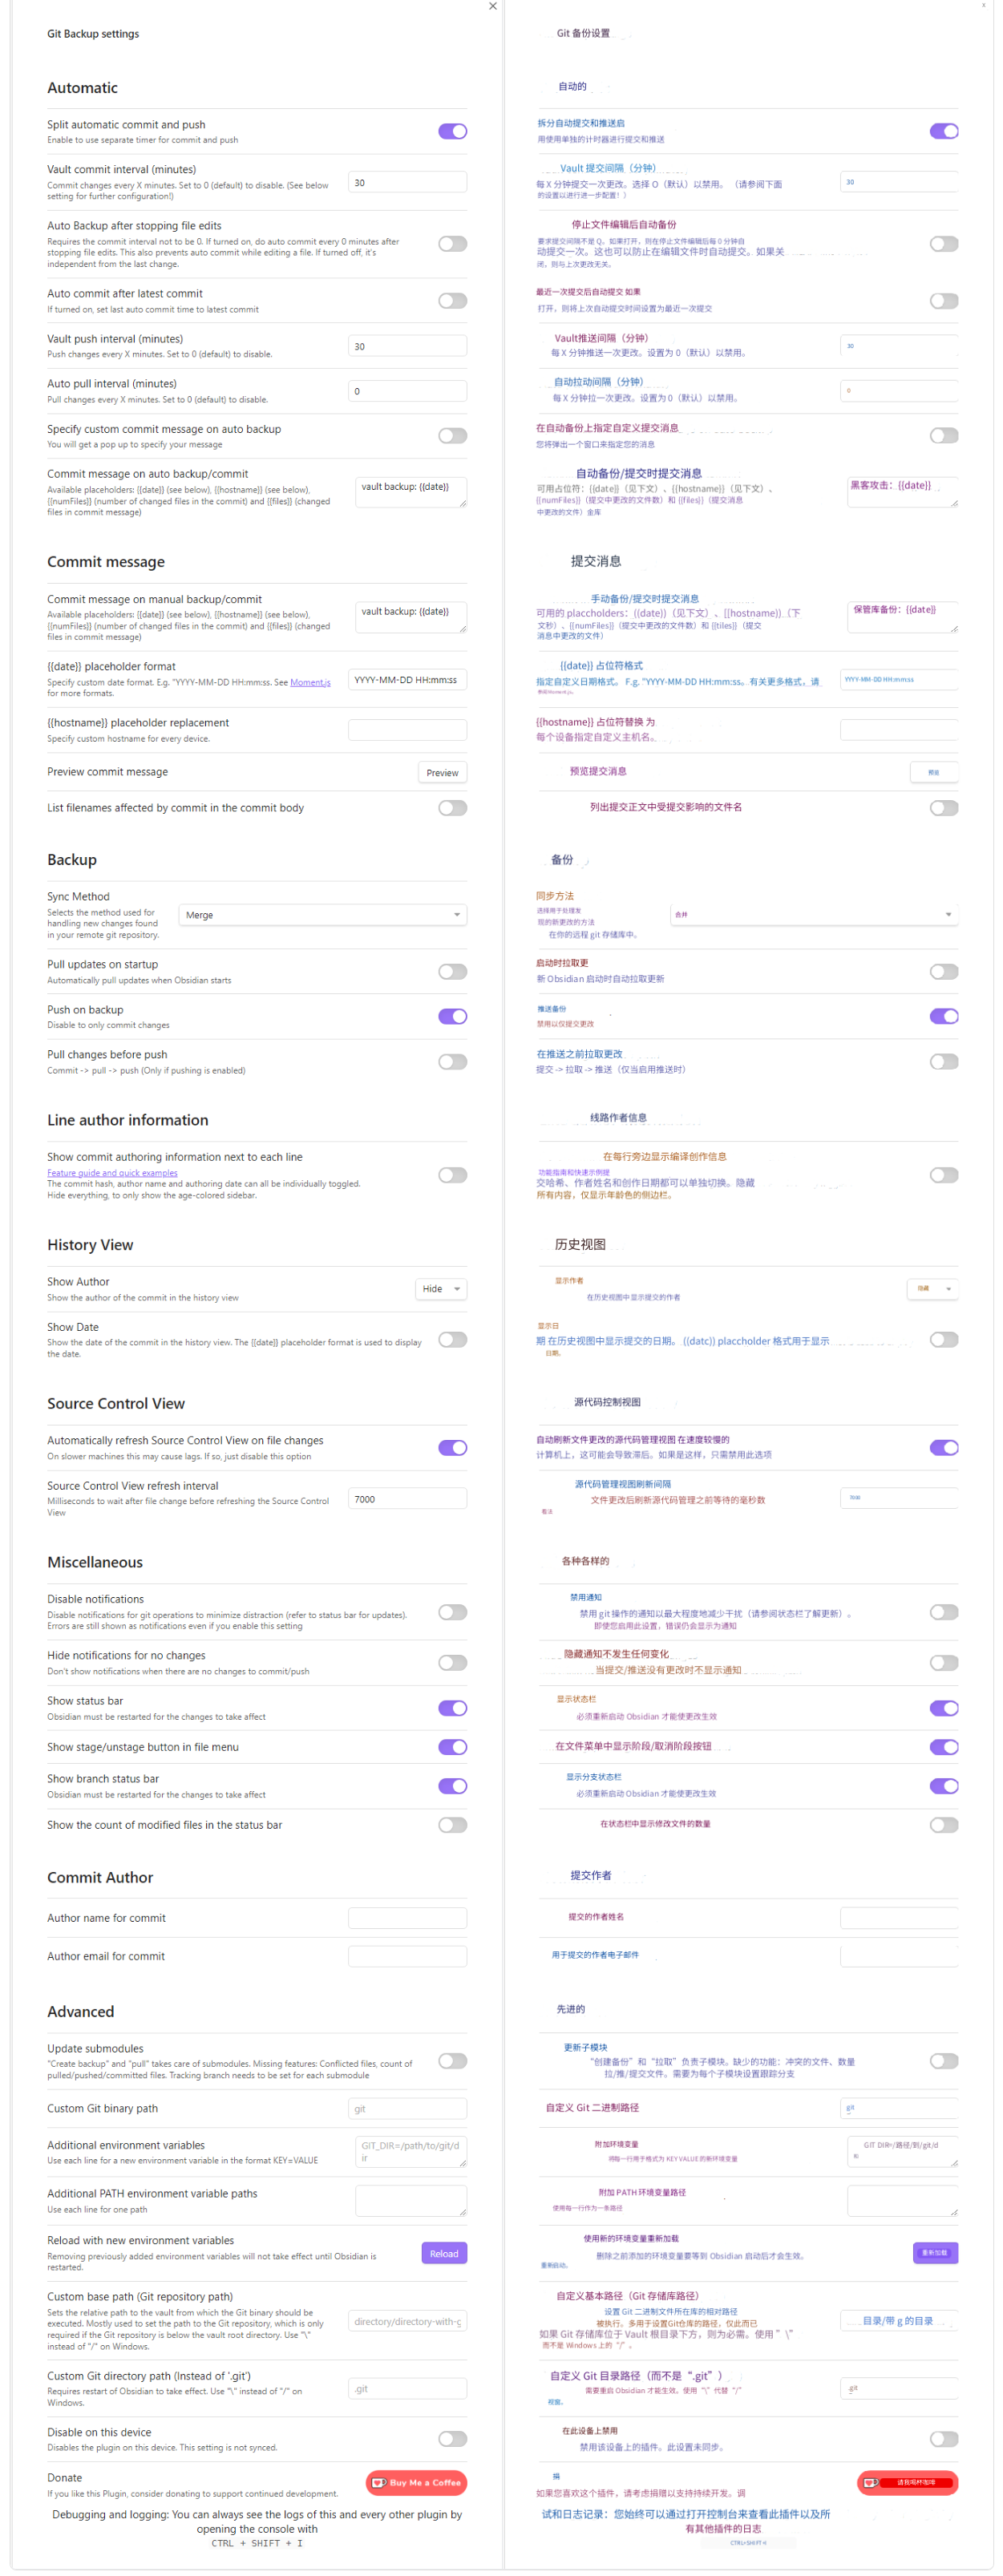 Git Backup settings
Automatic
Split automatic commit and push
Enable to use separate timer for commit and push
Vault commit interval (minutes)
Commit changes every X minutes. Set to 0 (default) to disable. (See below
setting for further configuration!)
30
Auto Backup after stopping file edits
Requires the commit interval not to be 0. If turned on, do auto commit every 0 minutes after
stopping file edits. This also prevents auto commit while editing a file. If turned off, it's
independent from the last change.
Auto commit after latest commit
If turned on, set last auto commit time to latest commit
Vault push interval (minutes)
Push changes every X minutes. Set to 0 (default) to disable.
30
Auto pull interval (minutes)
Pull changes every X minutes. Set to 0 (default) to disable.
0
Specify custom commit message on auto backup
You will get a pop up to specify your message
Commit message on auto backup/commit
Available placeholders: {{date}} (see below), {{hostname}} (see below),
{{numFiles}} (number of changed files in the commit) and {{files}} (changed
files in commit message)
vault backup: {{date}}
Commit message
Commit message on manual backup/commit
Available placeholders: {{date}} (see below), {{hostname}} (see below),
{{numFiles}} (number of changed files in the commit) and {{files}} (changed
files in commit message)
vault backup: {{date}}
{{date}} placeholder format
Specify custom date format. E.g. "YYYY-MM-DD HH:mm:ss. See Moment.js
for more formats.
YYYY-MM-DD HH:mm:ss
{{hostname}} placeholder replacement
Specify custom hostname for every device.
Preview commit message
Preview
List filenames affected by commit in the commit body
Backup
Sync Method
Selects the method used for
handling new changes found
in your remote git repository.
Merge
Pull updates on startup
Automatically pull updates when Obsidian starts
Push on backup
Disable to only commit changes
Pull changes before push
Commit -> pull -> push (Only if pushing is enabled)
Line author information
Show commit authoring information next to each line
Feature guide and quick examples
The commit hash, author name and authoring date can all be individually toggled.
Hide everything, to only show the age-colored sidebar.
History View
Show Author
Show the author of the commit in the history view
Hide
Show Date
Show the date of the commit in the history view. The {{date}} placeholder format is used to display
the date.
Source Control View
Automatically refresh Source Control View on file changes
On slower machines this may cause lags. If so, just disable this option
Source Control View refresh interval
Milliseconds to wait after file change before refreshing the Source Control
View
7000
Miscellaneous
Disable notifications
Disable notifications for git operations to minimize distraction (refer to status bar for updates).
Errors are still shown as notifications even if you enable this setting
Hide notifications for no changes
Don't show notifications when there are no changes to commit/push
Show status bar
Obsidian must be restarted for the changes to take affect
Show stage/unstage button in file menu
Show branch status bar
Obsidian must be restarted for the changes to take affect
Show the count of modified files in the status bar
Commit Author
Author name for commit
Author email for commit
Advanced
Update submodules
"Create backup" and "pull" takes care of submodules. Missing features: Conflicted files, count of
pulled/pushed/committed files. Tracking branch needs to be set for each submodule
Custom Git binary path
git
Additional environment variables
Use each line for a new environment variable in the format KEY=VALUE
GIT_DIR=/path/to/git/d
ir
Additional PATH environment variable paths
Use each line for one path
Reload with new environment variables
Removing previously added environment variables will not take effect until Obsidian is
restarted.
Reload
Custom base path (Git repository path)
Sets the relative path to the vault from which the Git binary should be
executed. Mostly used to set the path to the Git repository, which is only
required if the Git repository is below the vault root directory. Use "\"
instead of "/" on Windows.
directory/directory-with-g
Custom Git directory path (Instead of '.git')
Requires restart of Obsidian to take effect. Use "\" instead of "/" on
Windows.
.git
Disable on this device
Disables the plugin on this device. This setting is not synced.
Donate
If you like this Plugin, consider donating to support continued development.
Buy Me a Coffee
Debugging and logging: You can always see the logs of this and every other plugin by
opening the console with
CTRL + SHIFT + I
Git 备份设置
自动的
拆分自动提交和推送启
用使用单独的计时器进行提交和推送
Vault 提交间隔（分钟）
每 X 分钟提交一次更改。选择 O（默认）以禁用。 （请参阅下面
的设置以进行进一步配置！）
30
停止文件编辑后自动备份
要求提交间隔不是 Q。如果打开，则在停止文件编辑后每 0 分钟自
动提交一次。这也可以防止在编辑文件时自动提交。如果关
闭，则与上次更改无关。
最近一次提交后自动提交 如果
打开，则将上次自动提交时间设置为最近一次提交
Vault推送间隔（分钟）
每 X 分钟推送一次更改。设置为 0（默认）以禁用。
30
自动拉动间隔（分钟）
每 X 分钟拉一次更改。设置为 0（默认）以禁用。
0
在自动备份上指定自定义提交消息
您将弹出一个窗口来指定您的消息
自动备份/提交时提交消息
可用占位符：{{date}}（见下文）、{{hostname}}（见下文）、
{{numFiles}}（提交中更改的文件数）和 {{files}}（提交消息
中更改的文件）金库
黑客攻击：{{date}}
提交消息
手动备份/提交时提交消息
可用的 placcholders：{{date}}（见下文）、{{hostname}}（下
文秒）、{{numFiles}}（提交中更改的文件数）和 {{tiles}}（提交
消息中更改的文件）
保管库备份：{{date}}
{{date}} 占位符格式
指定自定义日期格式。 F.g. "YYYY-MM-DD HH:mm:ss。有关更多格式，请
参阅Moment.js。
YYYY-MM-DD HH:mm:ss
{{hostname}} 占位符替换 为
每个设备指定自定义主机名。
预览提交消息
预览
列出提交正文中受提交影响的文件名
备份
同步方法
选择用于处理发
现的新更改的方法
在你的远程 git 存储库中。
合并
启动时拉取更
新 Obsidian 启动时自动拉取更新
推送备份
禁用以仅提交更改
在推送之前拉取更改
提交 -> 拉取 -> 推送（仅当启用推送时）
线路作者信息
在每行旁边显示编译创作信息
功能指南和快速示例提
交哈希、作者姓名和创作日期都可以单独切换。隐藏
所有内容，仅显示年龄色的侧边栏。
历史视图
显示作者
在历史视图中显示提交的作者
隐藏
显示日
期 在历史视图中显示提交的日期。 {(datc)} placcholder 格式用于显示
日期。
源代码控制视图
自动刷新文件更改的源代码管理视图 在速度较慢的
计算机上，这可能会导致滞后。如果是这样，只需禁用此选项
源代码管理视图刷新间隔
文件更改后刷新源代码管理之前等待的毫秒数
看法
7000
各种各样的
禁用通知
禁用 git 操作的通知以最大程度地减少干扰（请参阅状态栏了解更新）。
即使您启用此设置，错误仍会显示为通知
隐藏通知不发生任何变化
当提交/推送没有更改时不显示通知
显示状态栏
必须重新启动 Obsidian 才能使更改生效
在文件菜单中显示阶段/取消阶段按钮
显示分支状态栏
必须重新启动 Obsidian 才能使更改生效
在状态栏中显示修改文件的数量
提交作者
提交的作者姓名
用于提交的作者电子邮件
先进的
更新子模块
“创建备份”和“拉取”负责子模块。缺少的功能：冲突的文件、数量
拉/推/提交文件。需要为每个子模块设置跟踪分支
自定义 Git 二进制路径
git
附加环境变量
将每一行用于格式为 KEY VALUE 的新环境变量
GIT DIR=/路径/到/git/d
附加 PATH 环境变量路径
使用每一行作为一条路径
使用新的环境变量重新加载
删除之前添加的环境变量要等到 Obsidian 启动后才会生效。
重新启动。
重新加载
自定义基本路径（Git 存储库路径）
设置 Git 二进制文件所在库的相对路径
被执行。多用于设置Git仓库的路径，仅此而已
如果 Git 存储库位于 Vault 根目录下方，则为必需。使用 ”\”
而不是 Windows 上的“/”。
目录/带 g 的目录
自定义 Git 目录路径（而不是“.git”）
需要重启 Obsidian 才能生效。使用“\”代替“/”
视窗。
.git
在此设备上禁用
禁用该设备上的插件。此设置未同步。
捐
如果您喜欢这个插件，请考虑捐赠以支持持续开发。调
请我喝杯咖啡
试和日志记录：您始终可以通过打开控制台来查看此插件以及所
有其他插件的日志
CTRL+SHIFT+I